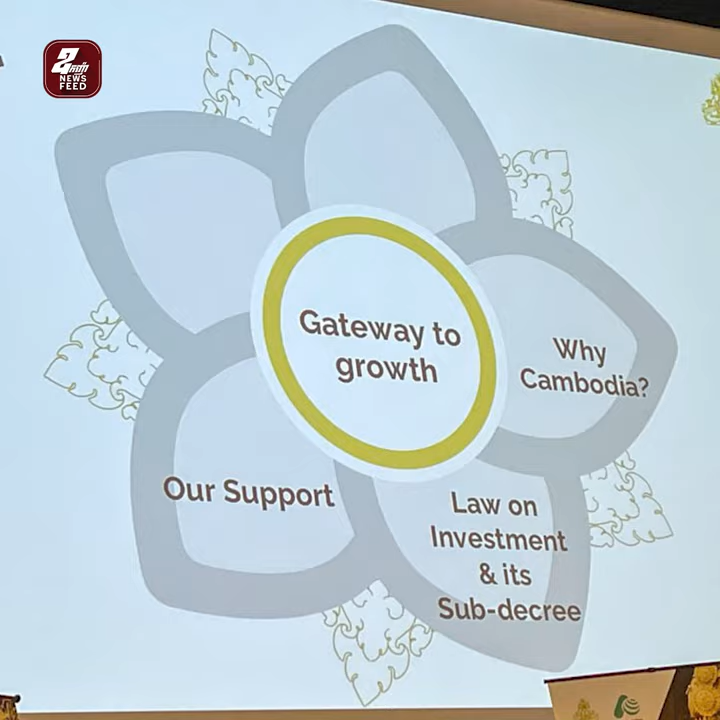 NEWS
FEED
Gateway to
growth
Why
Cambodia?
Our Support
Law on
Investment
& its
Sub-decree